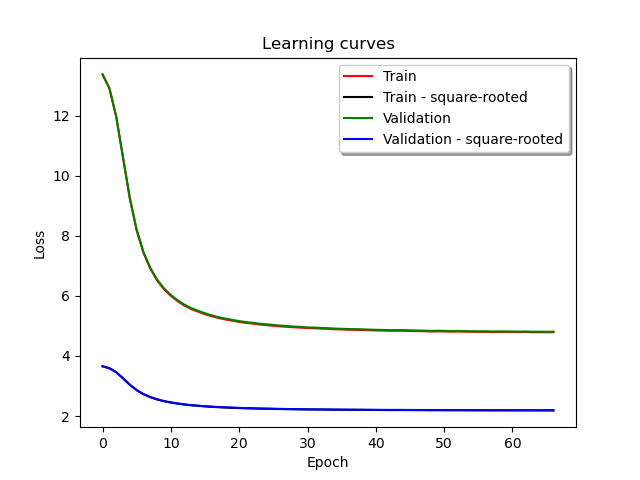 Learning curves
Train
Train - square-rooted
Validation
Validation - square-rooted
12
10
8
6
4
2
Loss
0
10
20
30
40
50
60
Epoch